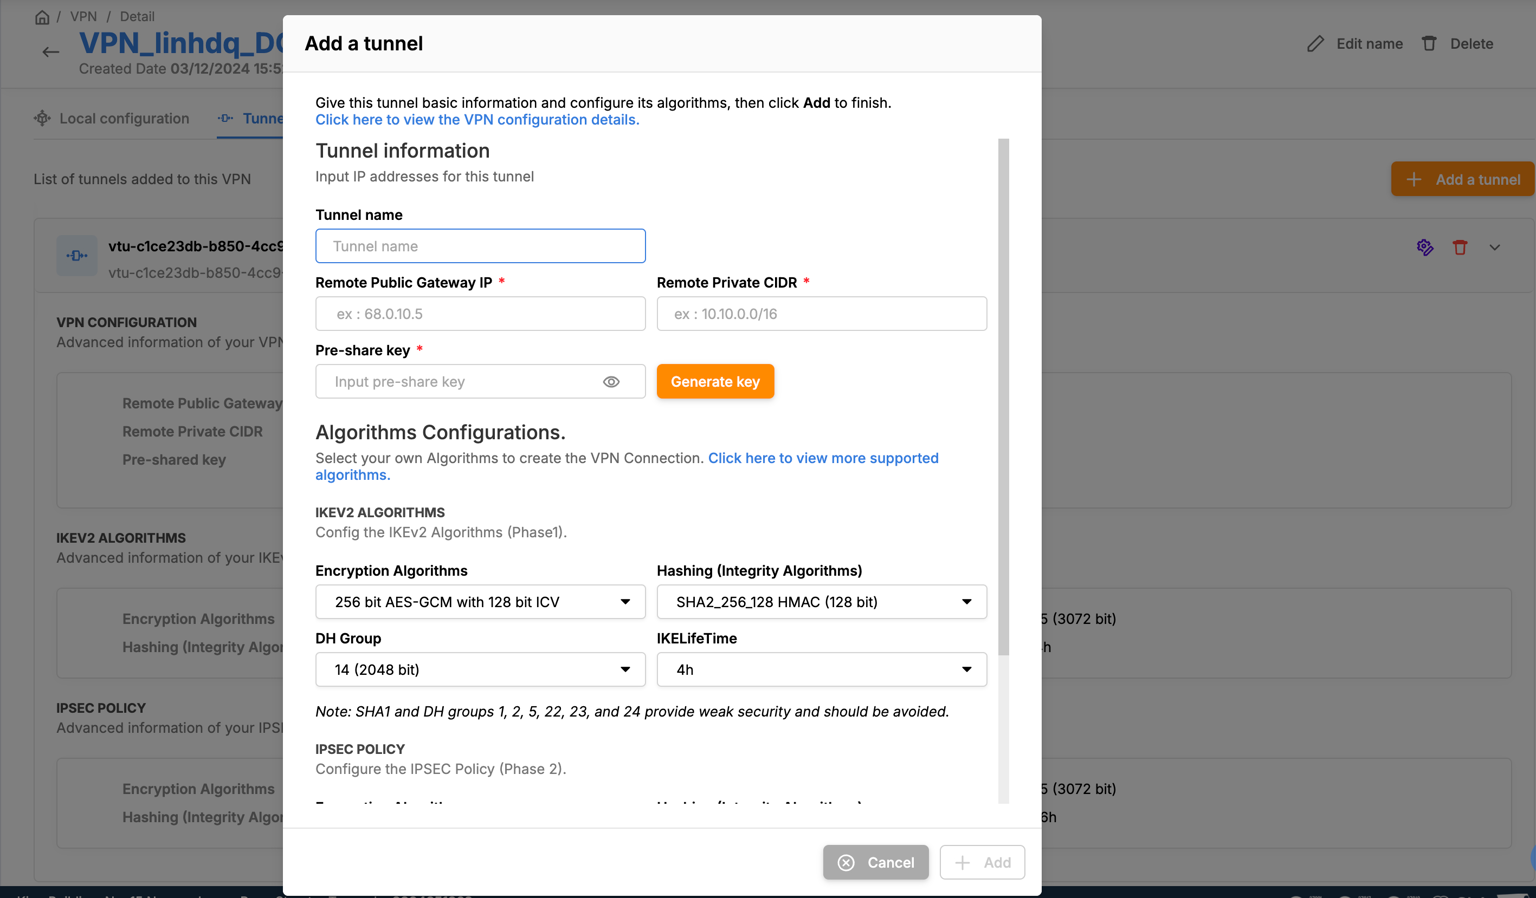 / VPN / Detail
VPN_linhdq_D
Created Date 03/12/2024 15:5
Edit name
Delete
Local configuration
Tunne
List of tunnels added to this VPN
Add a tunnel
vtu-c1ce23db-b850-4cc9
vtu-c1ce23db-b850-4cc9-
VPN CONFIGURATION
Advanced information of your VPN
Remote Public Gateway
Remote Private CIDR
Pre-shared key
IKEV2 ALGORITHMS
Advanced information of your IKE
Encryption Algorithms
5 (3072 bit)
Hashing (Integrity Algo
h
IPSEC POLICY
Advanced information of your IPS
Encryption Algorithms
5 (3072 bit)
Hashing (Integrity Algo
6h
Add a tunnel
Give this tunnel basic information and configure its algorithms, then click Add to finish.
Click here to view the VPN configuration details.
Tunnel information
Input IP addresses for this tunnel
Tunnel name
Tunnel name
Remote Public Gateway IP *
Remote Private CIDR *
ex : 68.0.10.5
ex : 10.10.0.0/16
Pre-share key *
Input pre-share key
Generate key
Algorithms Configurations.
Select your own Algorithms to create the VPN Connection. Click here to view more supported
algorithms.
IKEV2 ALGORITHMS
Config the IKEv2 Algorithms (Phase1).
Encryption Algorithms
Hashing (Integrity Algorithms)
256 bit AES-GCM with 128 bit ICV
SHA2_256_128 HMAC (128 bit)
DH Group
IKELifeTime
14 (2048 bit)
4h
Note: SHA1 and DH groups 1, 2, 5, 22, 23, and 24 provide weak security and should be avoided.
IPSEC POLICY
Configure the IPSEC Policy (Phase 2).
Cancel
Add